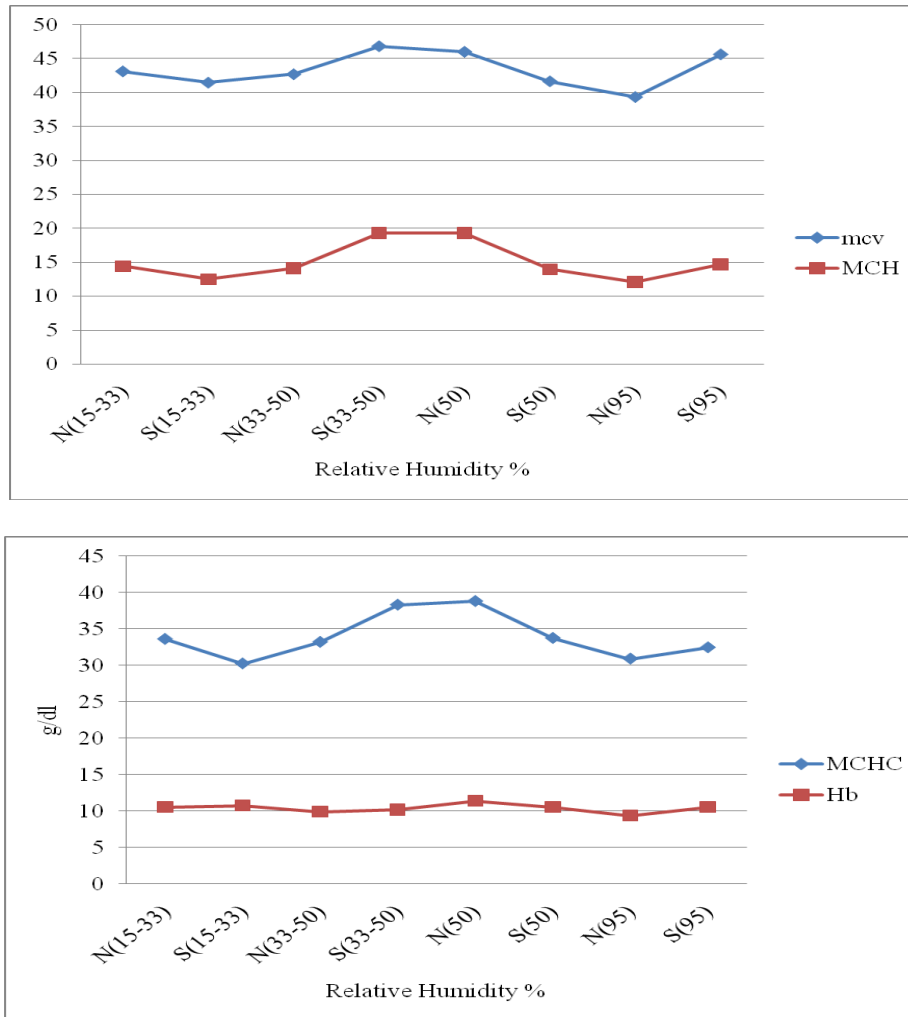 50
45
40
35
30
25
20
15
10
5
0
mcv
MCH
N(15-33)
S(15-33)
N(33-50)
S(33-50)
N(50)
S(50)
N(95)
S(95)
Relative Humidity %
45
40
35
30
25
20
15
10
5
0
g/dl
MCHC
Hb
N(15-33)
S(15-33)
N(33-50)
S(33-50)
N(50)
S(50)
N(95)
S(95)
Relative Humidity %